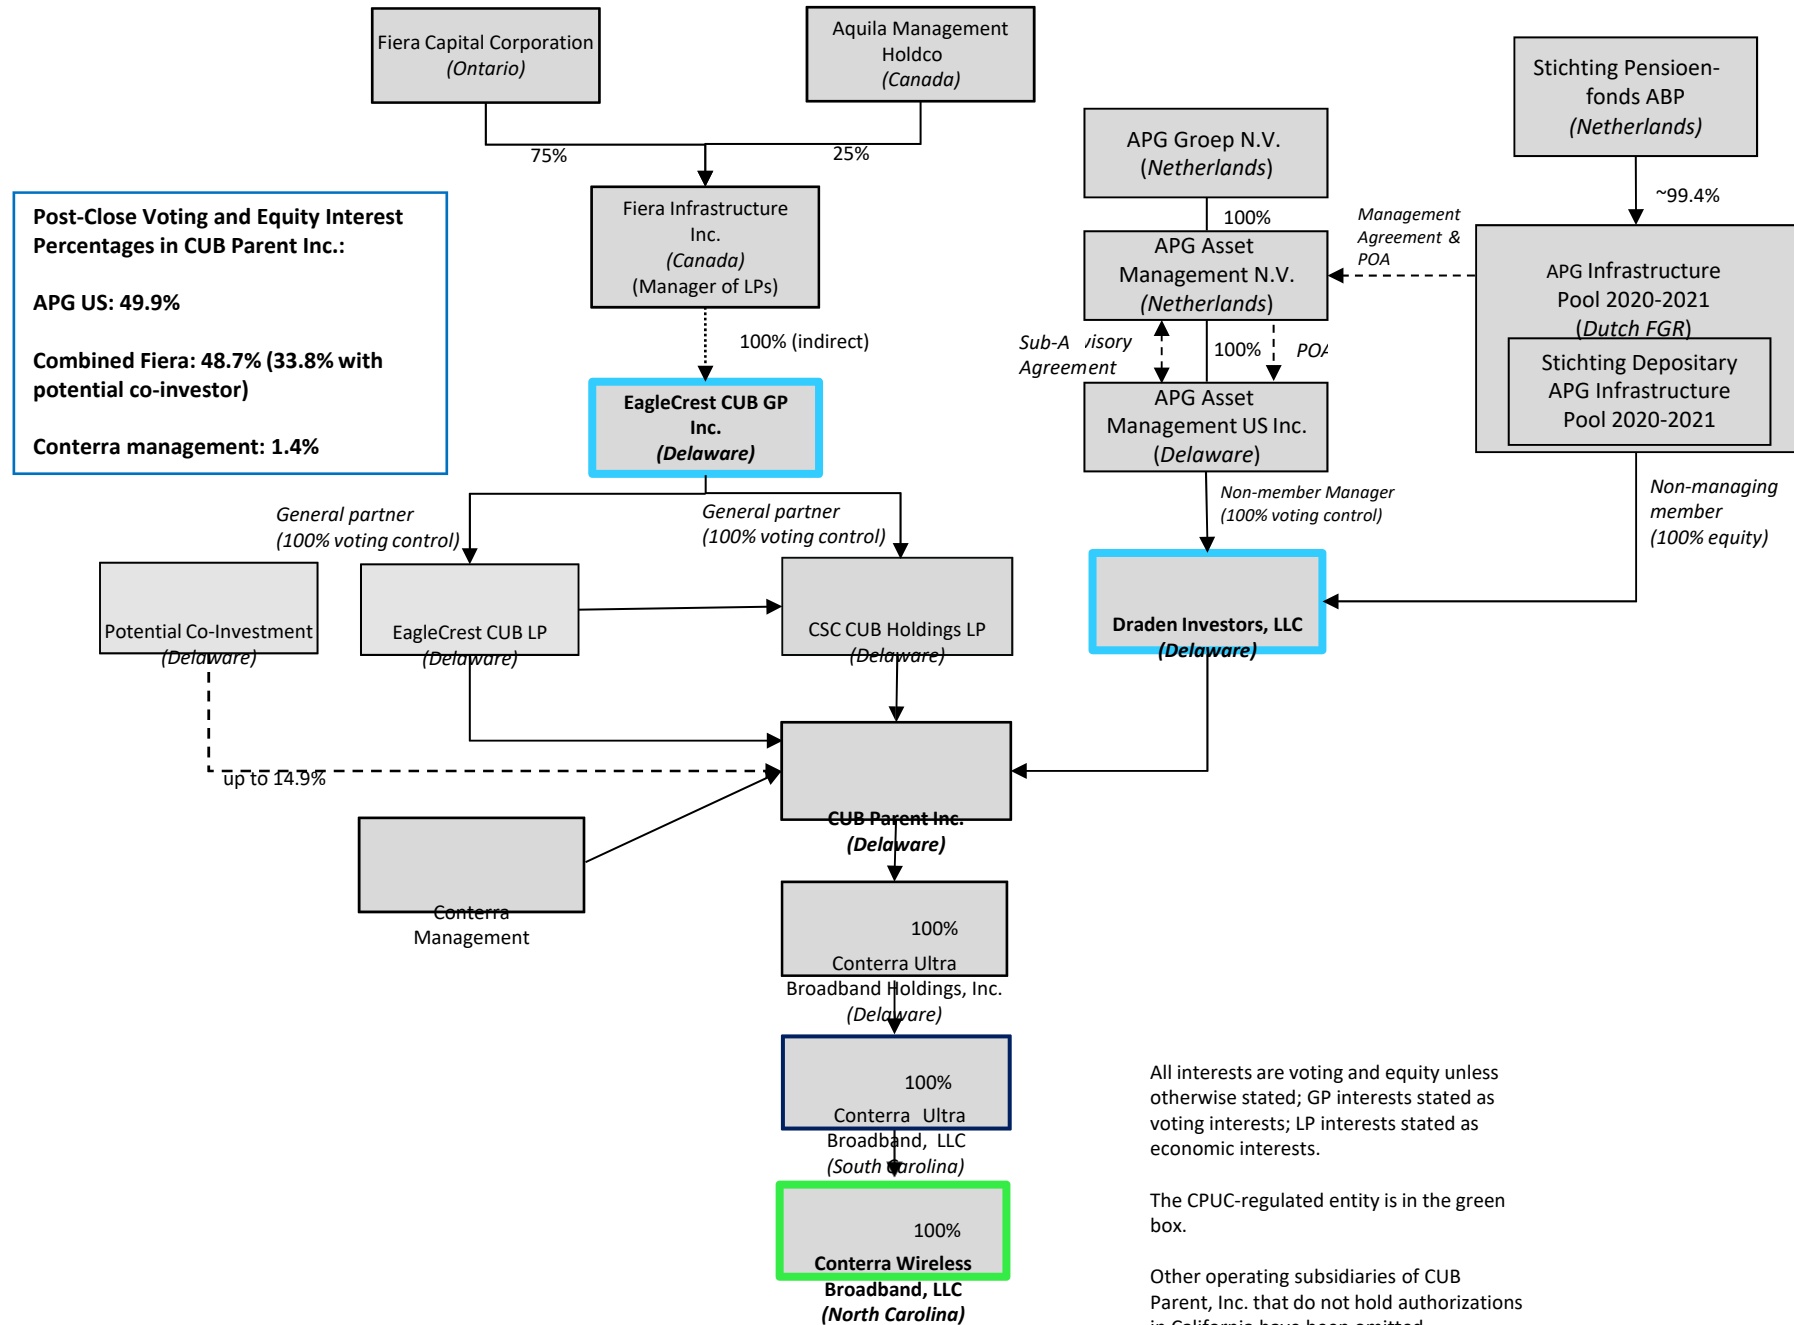 Fiera Capital Corporation
(Ontario)
Aquila Management
Holdco
(Canada)
Stichting Pensioen-
fonds ABP
(Netherlands)
APG Groep N.V.
(Netherlands)
75%
25%
~99.4%
100%
Post-Close Voting and Equity Interest
Percentages in CUB Parent Inc.:
APG US: 49.9%
Combined Fiera: 48.7% (33.8% with
potential co-investor)
Conterra management: 1.4%
Fiera Infrastructure
Inc.
(Canada)
(Manager of LPs)
Management
Agreement &
POA
APG Asset
Management N.V.
(Netherlands)
APG Infrastructure
Pool 2020-2021
(Dutch FGR)
Stichting Depositary
APG Infrastructure
Pool 2020-2021
100% (indirect)
Sub-A visory
Agreement
100%
POA
EagleCrest CUB GP
Inc.
(Delaware)
APG Asset
Management US Inc.
(Delaware)
General partner
(100% voting control)
General partner
(100% voting control)
Non-member Manager
(100% voting control)
Non-managing
member
(100% equity)
Potential Co-Investment
(Delaware)
EagleCrest CUB LP
(Delaware)
CSC CUB Holdings LP
(Delaware)
Draden Investors, LLC
(Delaware)
up to 14.9%
CUB Parent Inc.
(Delaware)
Conterra
Management
100%
Conterra Ultra
Broadband Holdings, Inc.
(Delaware)
100%
Conterra Ultra
Broadband, LLC
(South Carolina)
100%
Conterra Wireless
Broadband, LLC
(North Carolina)
All interests are voting and equity unless
otherwise stated; GP interests stated as
voting interests; LP interests stated as
economic interests.
The CPUC-regulated entity is in the green
box.
Other operating subsidiaries of CUB
Parent, Inc. that do not hold authorizations
in California have been omitted